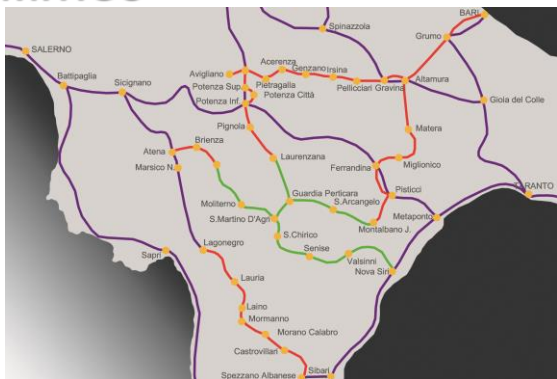 SALERNO
Battipaglia
Sicignano
Spinazzola
BARI
Grumo
Avigliano
Acerenza
Genzano
Irsina
Potenza Sup.
Pietragalla
Potenza Città
Potenza Inf.
Pellicciari
Gravina
Altamura
Gioia del Colle
Pignola
Matera
Atena
Brienza
Laurenzana
Marsico N.
Miglionico
Ferrandina
Guardia Perticara
Pisticci
TARANTO
Moliterno
S.Arcangelo
Metaponto
S.Martino D'Agri
Montalbano J.
S.Chirico
Sapri
Lagonegro
Senise
Valsinni
Nova Siri
Lauria
Laino
Mormanno
Morano Calabro
Castrovillari
Spezzano Albanese
Sibari